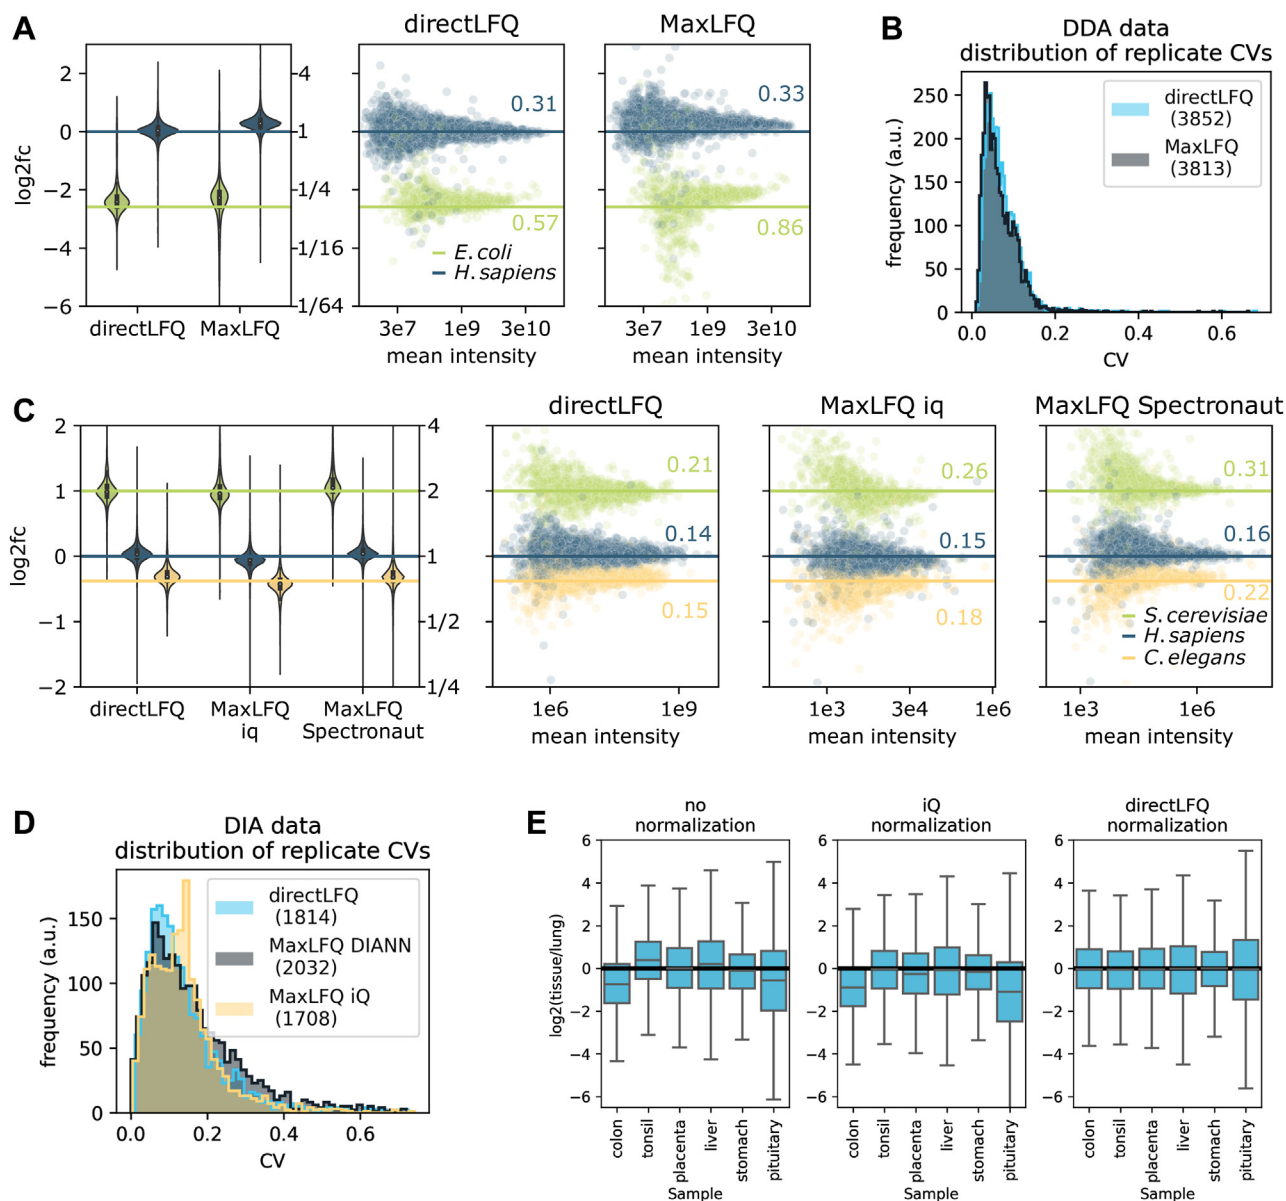 A
directLFQ
MaxLFQ
log2fc
2
0
−2
−4
−6
4
1
1/4
1/16
1/64
directLFQ MaxLFQ
0.31
0.57
E.coli
H.sapiens
3e7 1e9 3e10
mean intensity
0.33
0.86
3e7 1e9 3e10
mean intensity
B
DDA data
distribution of replicate CVs
frequency (a.u.)
250
200
150
100
50
0
directLFQ
(3852)
MaxLFQ
(3813)
0.0 0.2 0.4 0.6
CV
C
log2fc
2
1
0
−1
−2
4
2
1
1/2
1/4
directLFQ MaxLFQ MaxLFQ
iq Spectronaut
directLFQ
0.21
0.14
0.15
1e6 1e9
mean intensity
MaxLFQ iq
0.26
0.15
0.18
1e3 3e4 1e6
mean intensity
MaxLFQ Spectronaut
0.31
0.16
0.22
S.cerevisiae
H.sapiens
C.elegans
1e3 1e6
mean intensity
D
DIA data
distribution of replicate CVs
frequency (a.u.)
150
100
50
0
directLFQ
(1814)
MaxLFQ DIANN
(2032)
MaxLFQ iQ
(1708)
0.0 0.2 0.4 0.6
CV
E
no
normalization
log2(tissue/lung)
6
4
2
0
−2
−4
−6
colon
tonsil
placenta
liver
stomach
pituitary
Sample
iQ
normalization
6
4
2
0
−2
−4
−6
colon
tonsil
placenta
liver
stomach
pituitary
Sample
directLFQ
normalization
6
4
2
0
−2
−4
−6
colon
tonsil
placenta
liver
stomach
pituitary
Sample